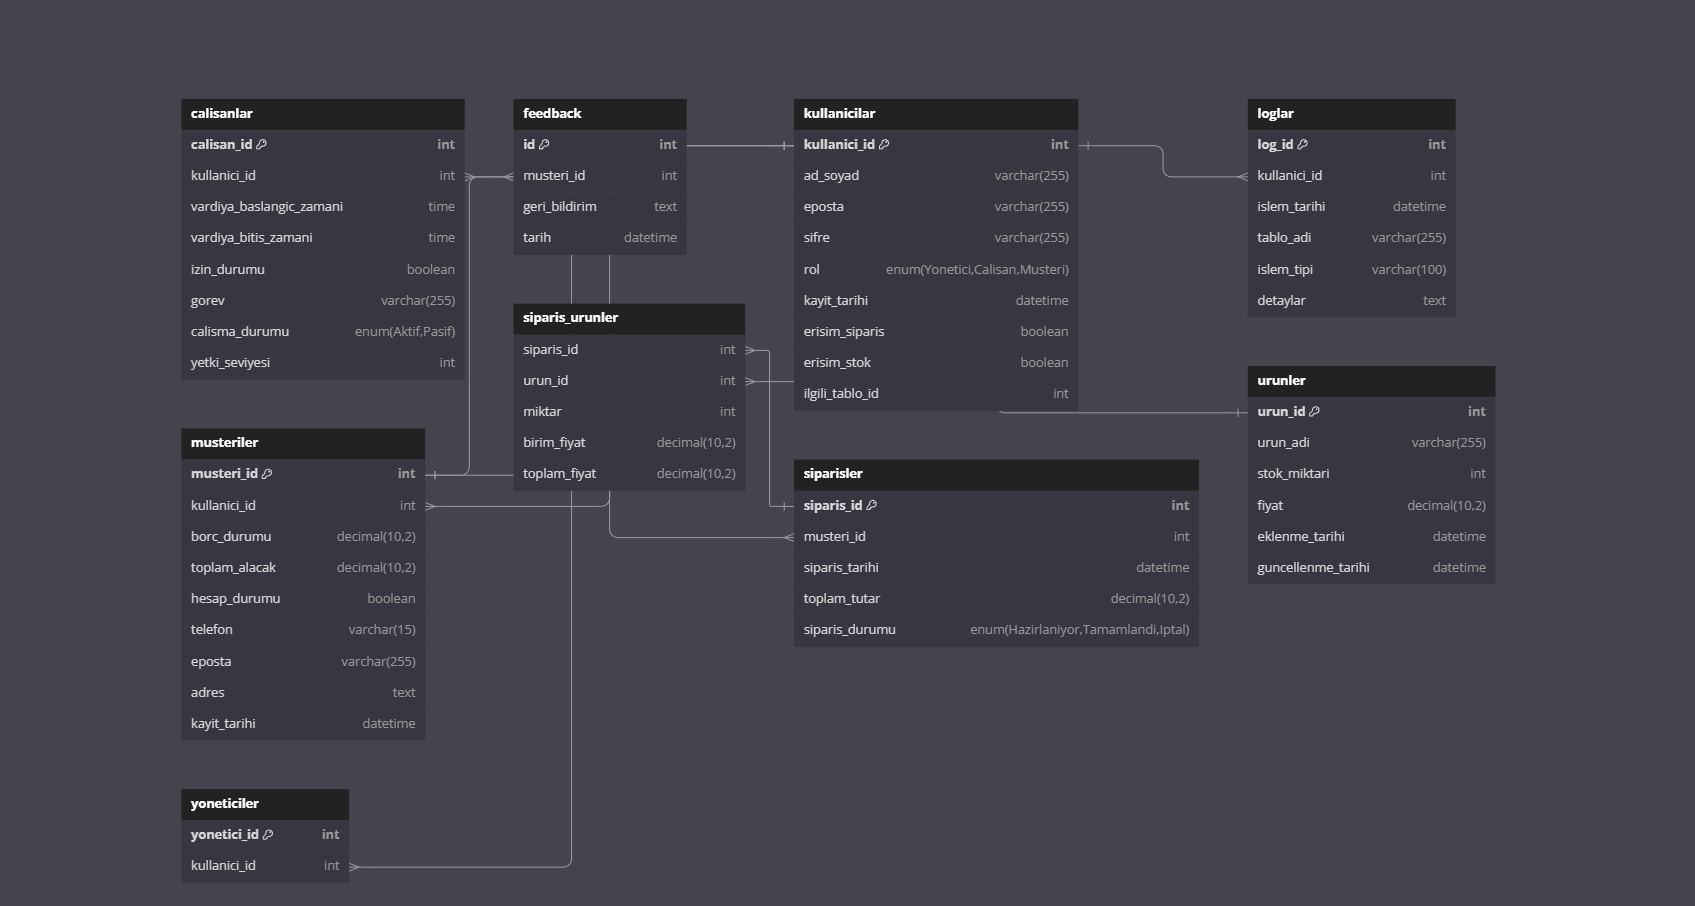 calisanlar
calisan_id int
kullanici_id int
vardiya_baslangic_zamani time
vardiya_bitis_zamani time
izin_durumu boolean
gorev varchar(255)
calisma_durumu enum(Aktif,Pasif)
yetki_seviyesi int
feedback
id int
musteri_id int
geri_bildirim text
tarih datetime
kullanicilar
kullanici_id int
ad_soyad varchar(255)
eposta varchar(255)
sifre varchar(255)
rol enum(Yonetici,Calisan,Musteri)
kayit_tarihi datetime
erisim_siparis boolean
erisim_stok boolean
ilgili_tablo_id int
loglar
log_id int
kullanici_id int
islem_tarihi datetime
tablo_adi varchar(255)
islem_tipi varchar(100)
detaylar text
siparis_urunler
siparis_id int
urun_id int
miktar int
birim_fiyat decimal(10,2)
toplam_fiyat decimal(10,2)
urunler
urun_id int
urun_adi varchar(255)
stok_miktari int
fiyat decimal(10,2)
eklenme_tarihi datetime
guncellenme_tarihi datetime
musteriler
musteri_id int
kullanici_id int
borc_durumu decimal(10,2)
toplam_alacak decimal(10,2)
hesap_durumu boolean
telefon varchar(15)
eposta varchar(255)
adres text
kayit_tarihi datetime
siparisler
siparis_id int
musteri_id int
siparis_tarihi datetime
toplam_tutar decimal(10,2)
siparis_durumu enum(Hazirlaniyor,Tamamlandi,Iptal)
yoneticiler
yonetici_id int
kullanici_id int